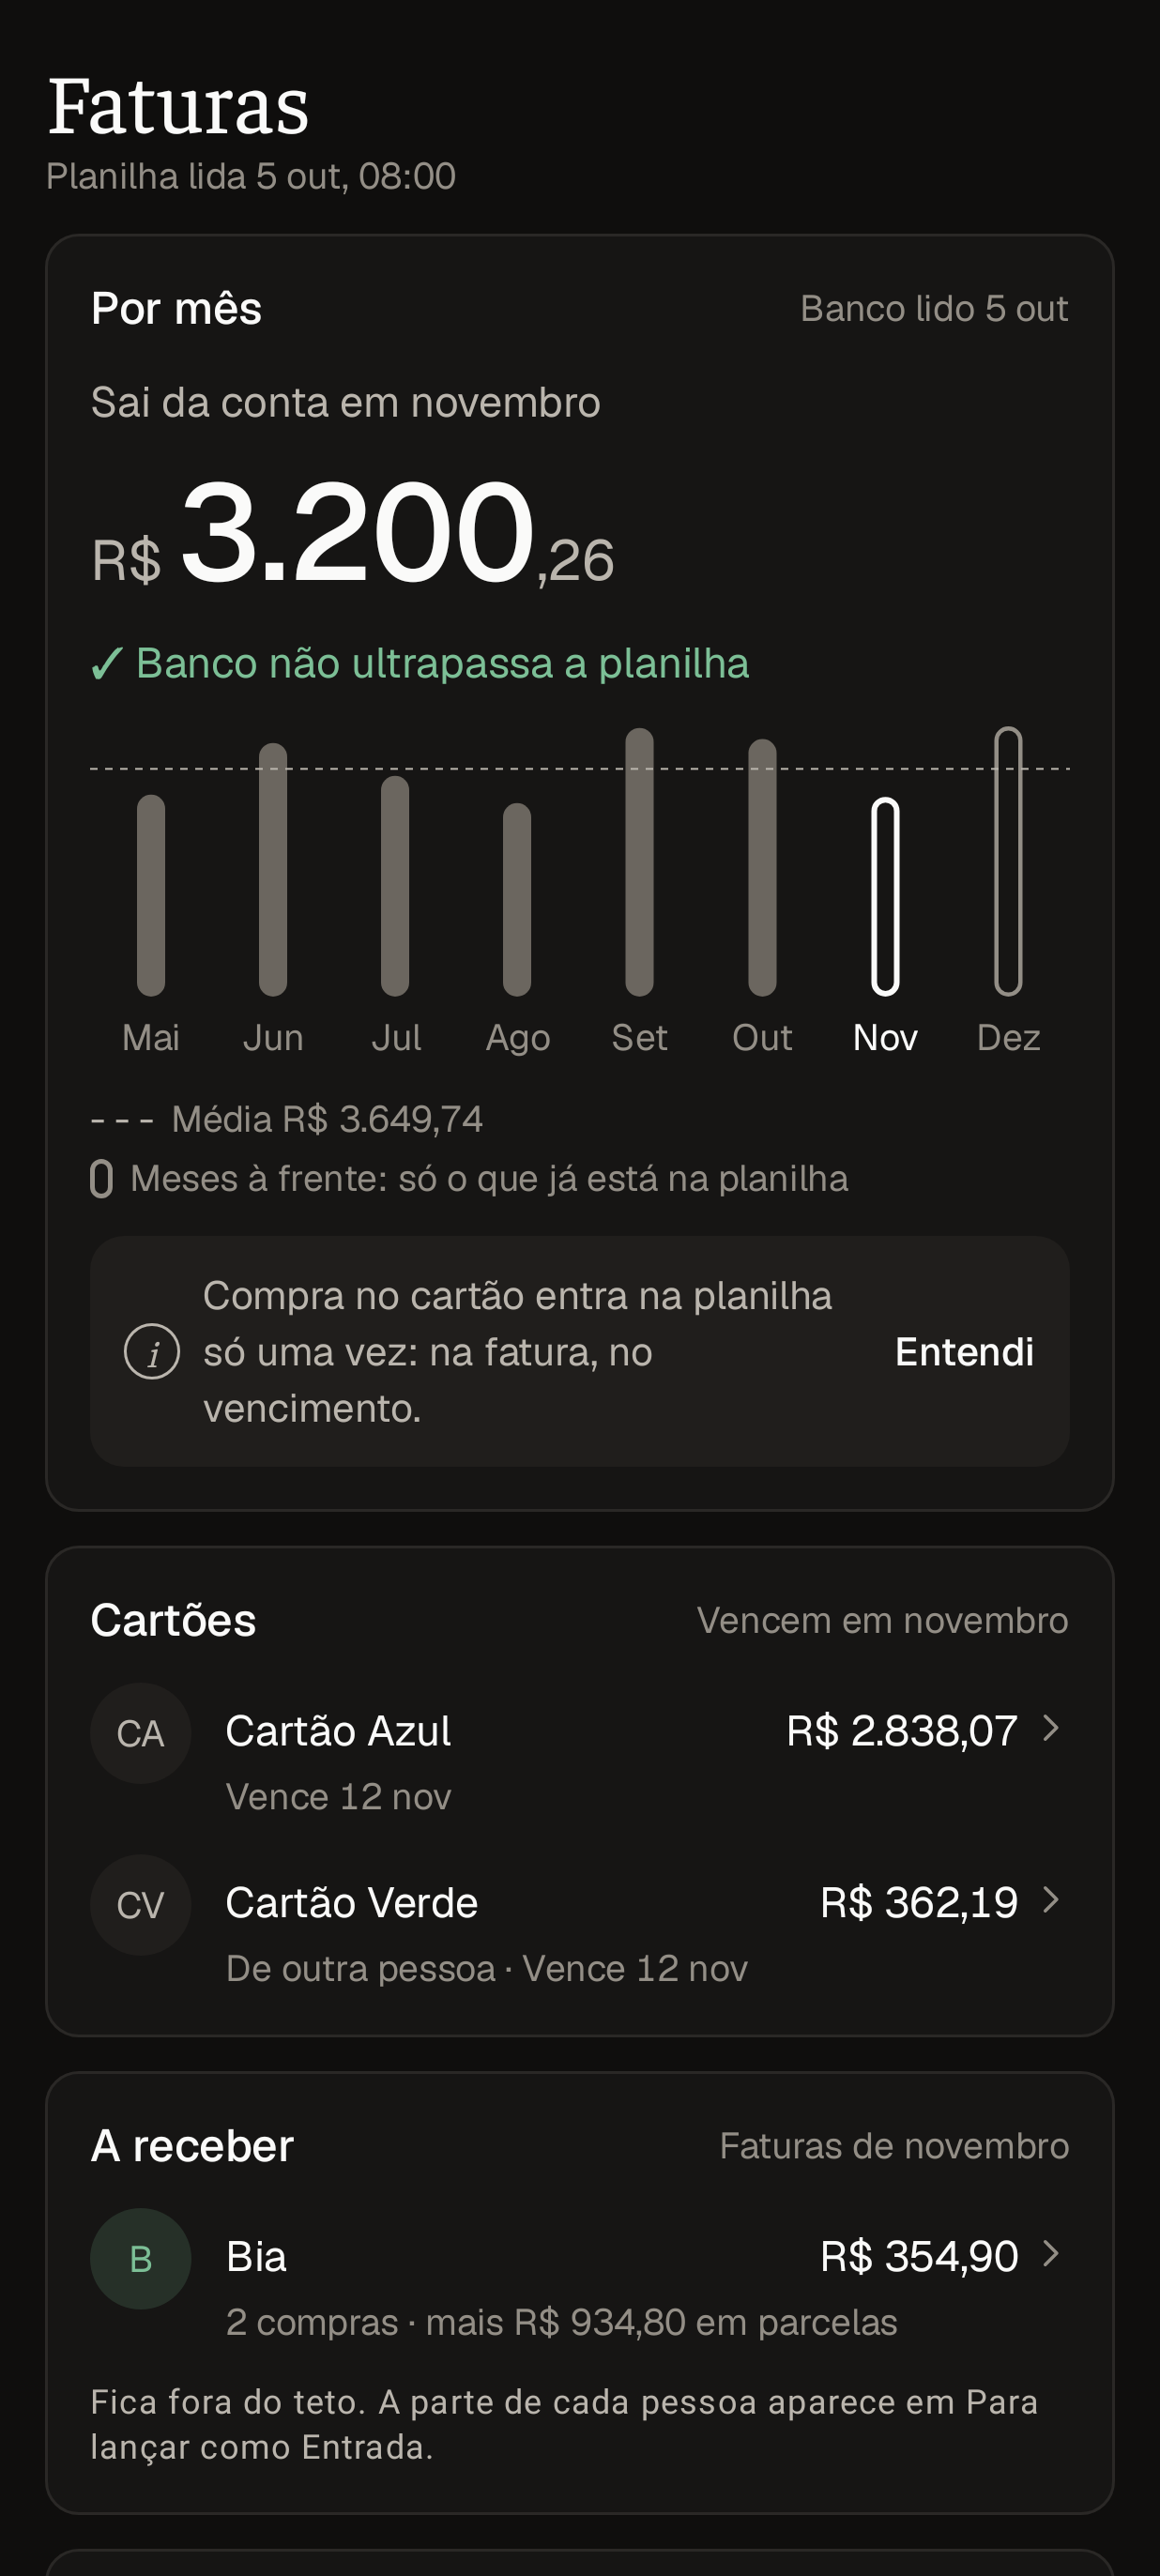 Faturas
Planilha lida 5 out, 08:00
Por mês
Banco lido 5 out
Sai da conta em novembro
R$ 3.200,26
✓ Banco não ultrapassa a planilha
Mai Jun Jul Ago Set Out Nov Dez
--- Média R$ 3.649,74
Meses à frente: só o que já está na planilha
Compra no cartão entra na planilha
só uma vez: na fatura, no
vencimento.
i
Entendi
Cartões
Vencem em novembro
CA
Cartão Azul
R$ 2.838,07
Vence 12 nov
CV
Cartão Verde
R$ 362,19
De outra pessoa · Vence 12 nov
A receber
Faturas de novembro
B
Bia
R$ 354,90
2 compras · mais R$ 934,80 em parcelas
Fica fora do teto. A parte de cada pessoa aparece em Para
lançar como Entrada.